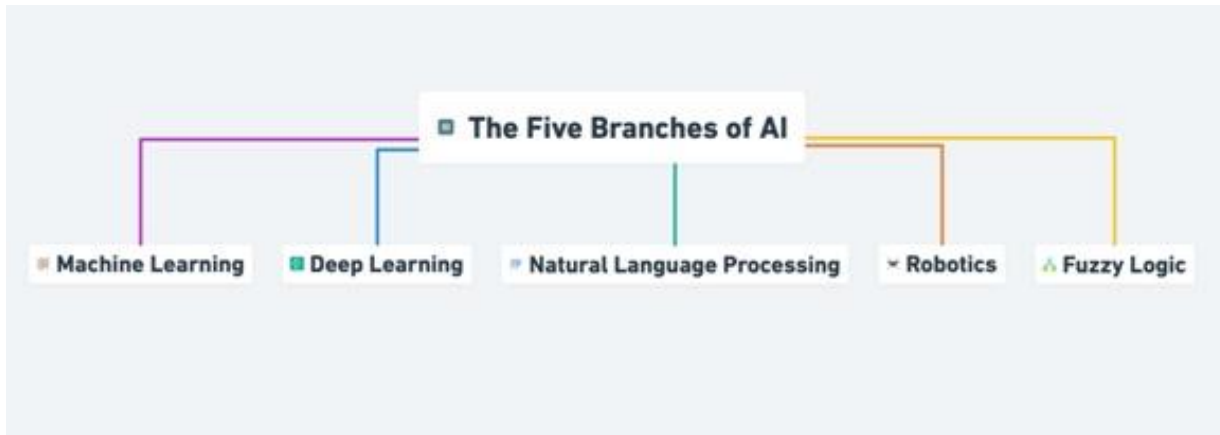 The Five Branches of AI
Machine Learning
Deep Learning
Natural Language Processing
Robotics
Fuzzy Logic